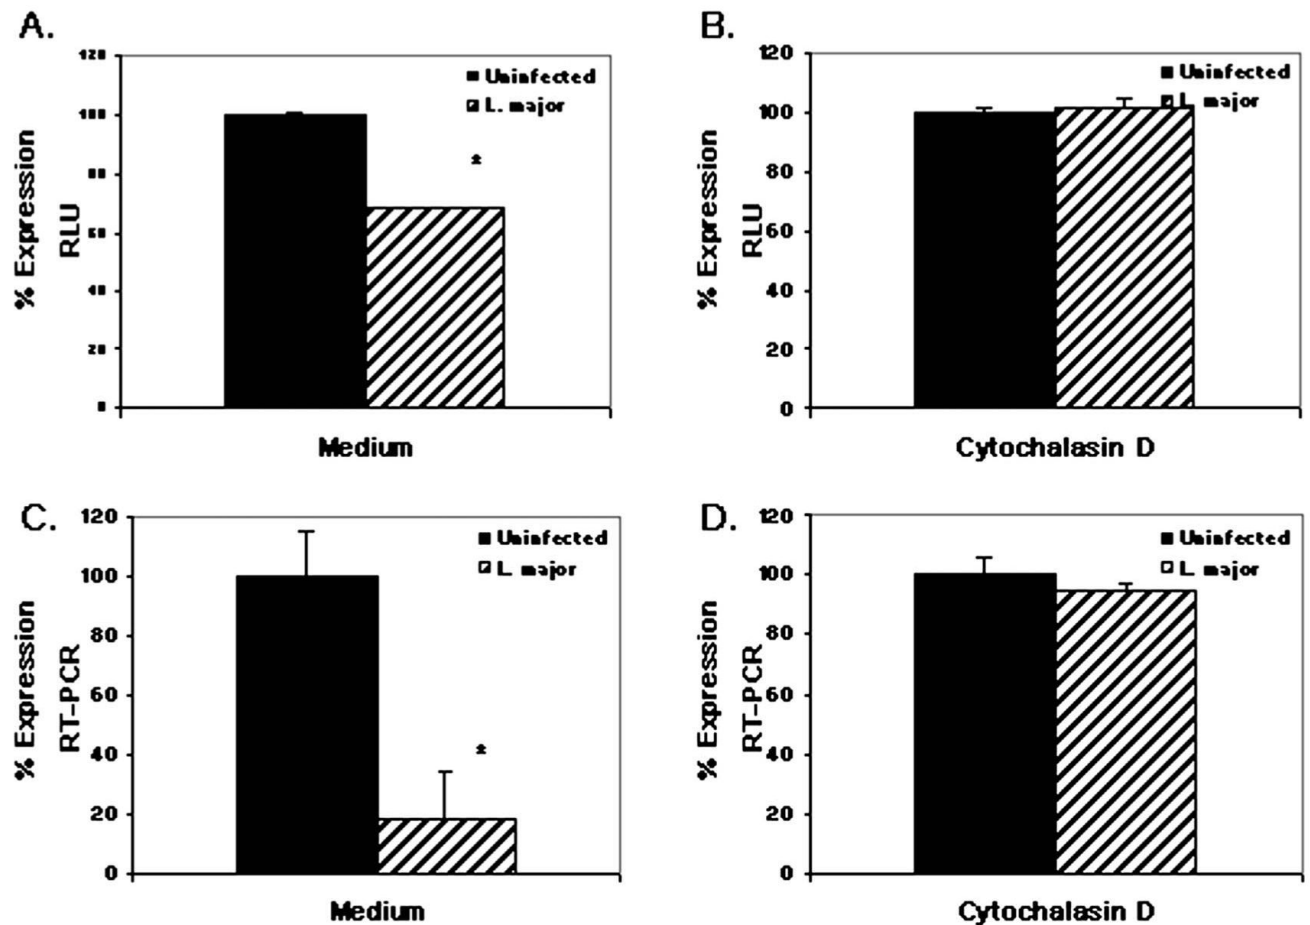 A.
120
100
80
60
40
20
0
% Expression
RLU
Uninfected
L. major
*
Medium
B.
120
100
80
60
40
20
0
% Expression
RLU
Uninfected
L. major
Cytochalasin D
C.
120
100
80
60
40
20
0
% Expression
RT-PCR
Uninfected
L. major
*
Medium
D.
120
100
80
60
40
20
0
% Expression
RT-PCR
Uninfected
L. major
Cytochalasin D